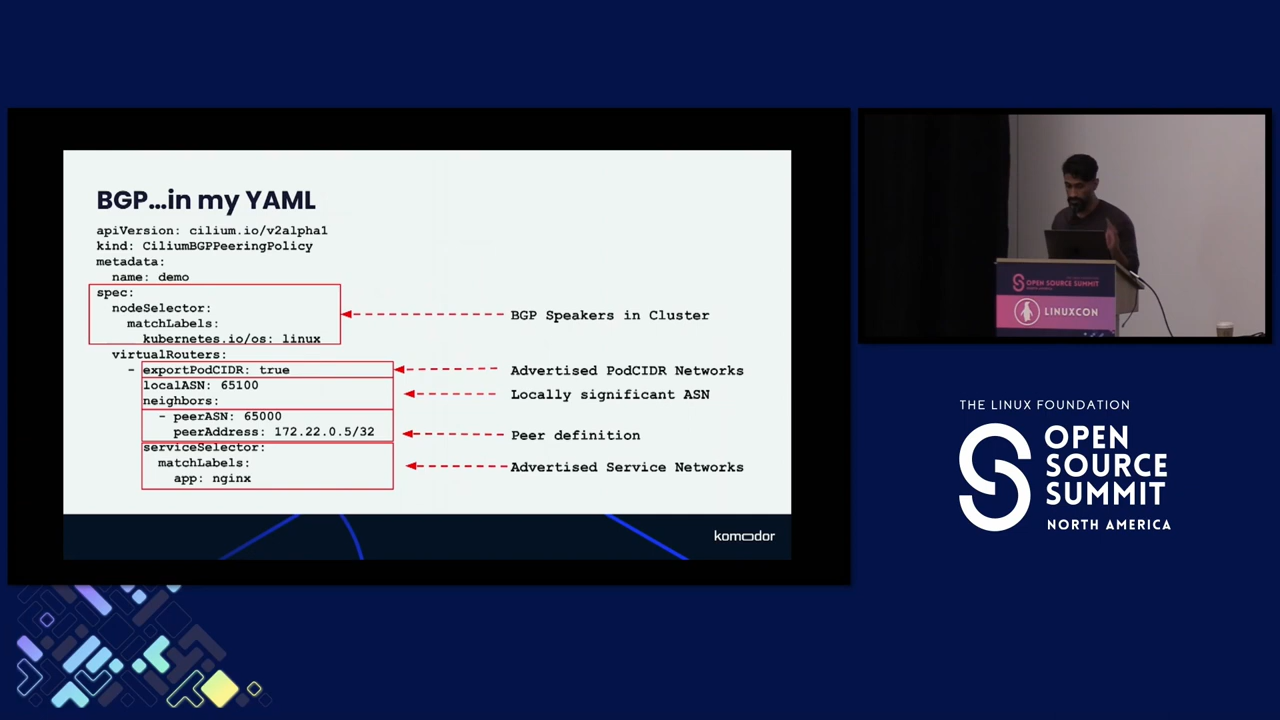 BGP...in my YAML
apiVersion: cilium.io/v2alpha1
kind: CiliumBGPPeeringPolicy
metadata:
name: demo
spec:
nodeSelector:
matchLabels:
kubernetes.io/os: linux
virtualRouters:
- exportPodCIDR: true
localASN: 65100
neighbors:
- peerASN: 65000
peerAddress: 172.22.0.5/32
serviceSelector:
matchLabels:
app: nginx
BGP Speakers in Cluster
Advertised PodCIDR Networks
Locally significant ASN
Peer definition
Advertised Service Networks
komodor
OPEN SOURCE SUMMIT
LINUXCON
THE LINUX FOUNDATION
OPEN
SOURCE
SUMMIT
NORTH AMERICA